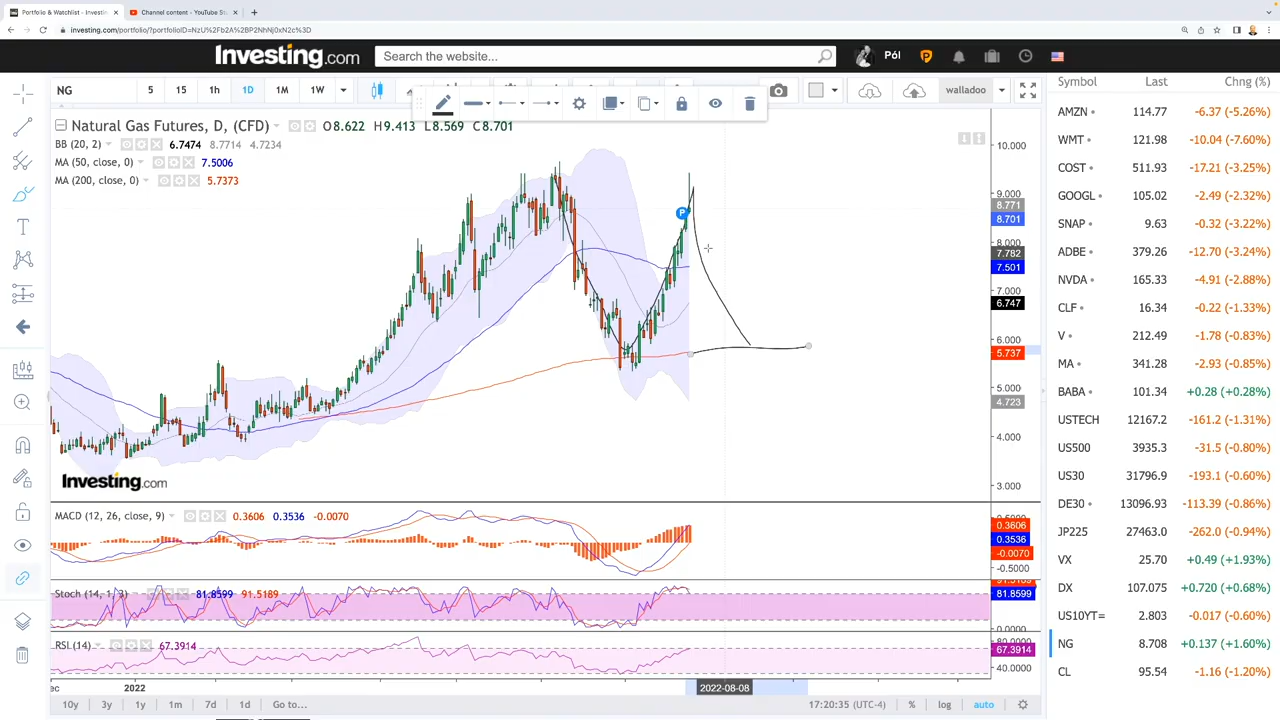 Portfolio & Watchlist - Investin
Channel content - YouTube St
investing.com/portfolio/?portfolioID=NzU%2Fb2A%2BP2NhNj0xN2c%3D
Investing.com
Search the website...
Pól
NG
5
15
1h
1D
1M
1W
walladoo
Natural Gas Futures, D, (CFD)
O8.622 H9.413 L8.569 C8.701
BB (20, 2)
6.7474 8.7714 4.7234
MA (50, close, 0)
7.5006
MA (200, close, 0)
5.7373
P
10.000
9.000
8.771
8.701
8.000
7.782
7.501
7.000
6.747
6.000
5.737
5.000
4.723
4.000
3.000
Investing.com
MACD (12, 26, close, 9)
0.3606 0.3536 -0.0070
0.3606
0.3536
-0.0070
-0.5000
Stoch (14, 1, 3)
81.8599 91.5189
81.8599
0.0000
RSI (14)
67.3914
67.3914
40.0000
2022
2022-08-08
10y
3y
1y
1m
7d
1d
Go to...
17:20:35 (UTC-4)
%
log
auto
Symbol Last Chng (%)
AMZN 114.77 -6.37 (-5.26%)
WMT 121.98 -10.04 (-7.60%)
COST 511.93 -17.21 (-3.25%)
GOOGL 105.02 -2.49 (-2.32%)
SNAP 9.63 -0.32 (-3.22%)
ADBE 379.26 -12.70 (-3.24%)
NVDA 165.33 -4.91 (-2.88%)
CLF 16.34 -0.22 (-1.33%)
V 212.49 -1.78 (-0.83%)
MA 341.28 -2.93 (-0.85%)
BABA 101.34 +0.28 (+0.28%)
USTECH 12167.2 -161.2 (-1.31%)
US500 3935.3 -31.5 (-0.80%)
US30 31796.9 -193.1 (-0.60%)
DE30 13096.93 -113.39 (-0.86%)
JP225 27463.0 -262.0 (-0.94%)
VX 25.70 +0.49 (+1.93%)
DX 107.075 +0.720 (+0.68%)
US10YT= 2.803 -0.017 (-0.60%)
NG 8.708 +0.137 (+1.60%)
CL 95.54 -1.16 (-1.20%)